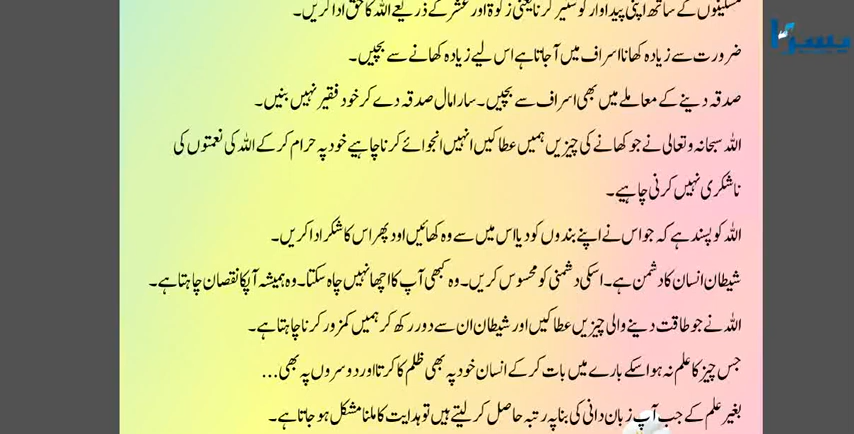 مسکینوں کے ساتھ اپنی پیداوار کو شئیر کرنا یعنی زکوۃ اور عشر کے ذریعے اللہ کا حق ادا کریں۔
یسرا
ضرورت سے زیادہ کھانا اسراف میں آجاتا ہے اس لیے زیادہ کھانے سے بچیں۔
صدقہ دینے کے معاملے میں بھی اسراف سے بچیں۔ سارا مال صدقہ دے کر خود فقیر نہیں بنیں۔
اللہ سبحانہ وتعالی نے جو کھانے کی چیزیں ہمیں عطا کیں انہیں انجوائے کرنا چاہیے خود پہ حرام کر کے اللہ کی نعمتوں کی
ناشکری نہیں کرنی چاہیے۔
اللہ کو پسند ہے کہ جو اس نے اپنے بندوں کو دیا اس میں سے وہ کھائیں اود پھر اس کا شکر ادا کریں۔
شیطان انسان کا دشمن ہے۔ اسکی دشمنی کو محسوس کریں۔ وہ کبھی آپ کا اچھا نہیں چاہ سکتا۔ وہ ہمیشہ آپکا نقصان چاہتا ہے۔
اللہ نے جو طاقت دینے والی چیزیں عطا کیں اور شیطان ان سے دور رکھ کر ہمیں کمزور کرنا چاہتا ہے۔
جس چیز کا علم نہ ہو اسکے بارے میں بات کر کے انسان خود پہ بھی ظلم کا کرتا اور دوسروں پہ بھی...
بغیر علم کے جب آپ زبان دانی کی بنا پہ رتبہ حاصل کر لیتے ہیں تو ہدایت کا ملنا مشکل ہو جاتا ہے۔